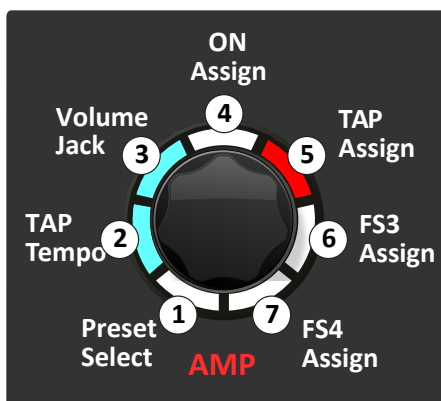 ON
Assign
4
Volume
Jack
3
TAP
Assign
5
TAP
Tempo
2
FS3
Assign
6
Preset
Select
1
FS4
Assign
7
AMP